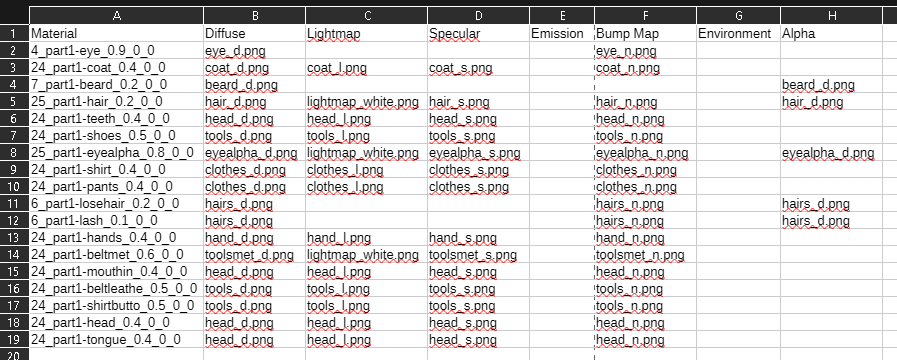 A B C D E F G H
1 Material Diffuse Lightmap Specular Emission Bump Map Environment Alpha
2 4_part1-eye_0.9_0_0 eye_d.png eye_n.png
3 24_part1-coat_0.4_0_0 coat_d.png coat_l.png coat_s.png coat_n.png
4 7_part1-beard_0.2_0_0 beard_d.png beard_d.png
5 25_part1-hair_0.2_0_0 hair_d.png lightmap_white.png hair_s.png hair_n.png hair_d.png
6 24_part1-teeth_0.4_0_0 head_d.png head_l.png head_s.png head_n.png
7 24_part1-shoes_0.5_0_0 tools_d.png tools_l.png tools_s.png tools_n.png
8 25_part1-eyealpha_0.8_0_0 eyealpha_d.png lightmap_white.png eyealpha_s.png eyealpha_n.png eyealpha_d.png
9 24_part1-shirt_0.4_0_0 clothes_d.png clothes_l.png clothes_s.png clothes_n.png
10 24_part1-pants_0.4_0_0 clothes_d.png clothes_l.png clothes_s.png clothes_n.png
11 6_part1-losehair_0.2_0_0 hairs_d.png hairs_n.png hairs_d.png
12 6_part1-lash_0.1_0_0 hairs_d.png hairs_n.png hairs_d.png
13 24_part1-hands_0.4_0_0 hand_d.png hand_l.png hand_s.png hand_n.png
14 24_part1-beltmet_0.6_0_0 toolsmet_d.png lightmap_white.png toolsmet_s.png toolsmet_n.png
15 24_part1-mouthin_0.4_0_0 head_d.png head_l.png head_s.png head_n.png
16 24_part1-beltleathe_0.5_0_0 tools_d.png tools_l.png tools_s.png tools_n.png
17 24_part1-shirtbutto_0.5_0_0 tools_d.png tools_l.png tools_s.png tools_n.png
18 24_part1-head_0.4_0_0 head_d.png head_l.png head_s.png head_n.png
19 24_part1-tongue_0.4_0_0 head_d.png head_l.png head_s.png head_n.png
20